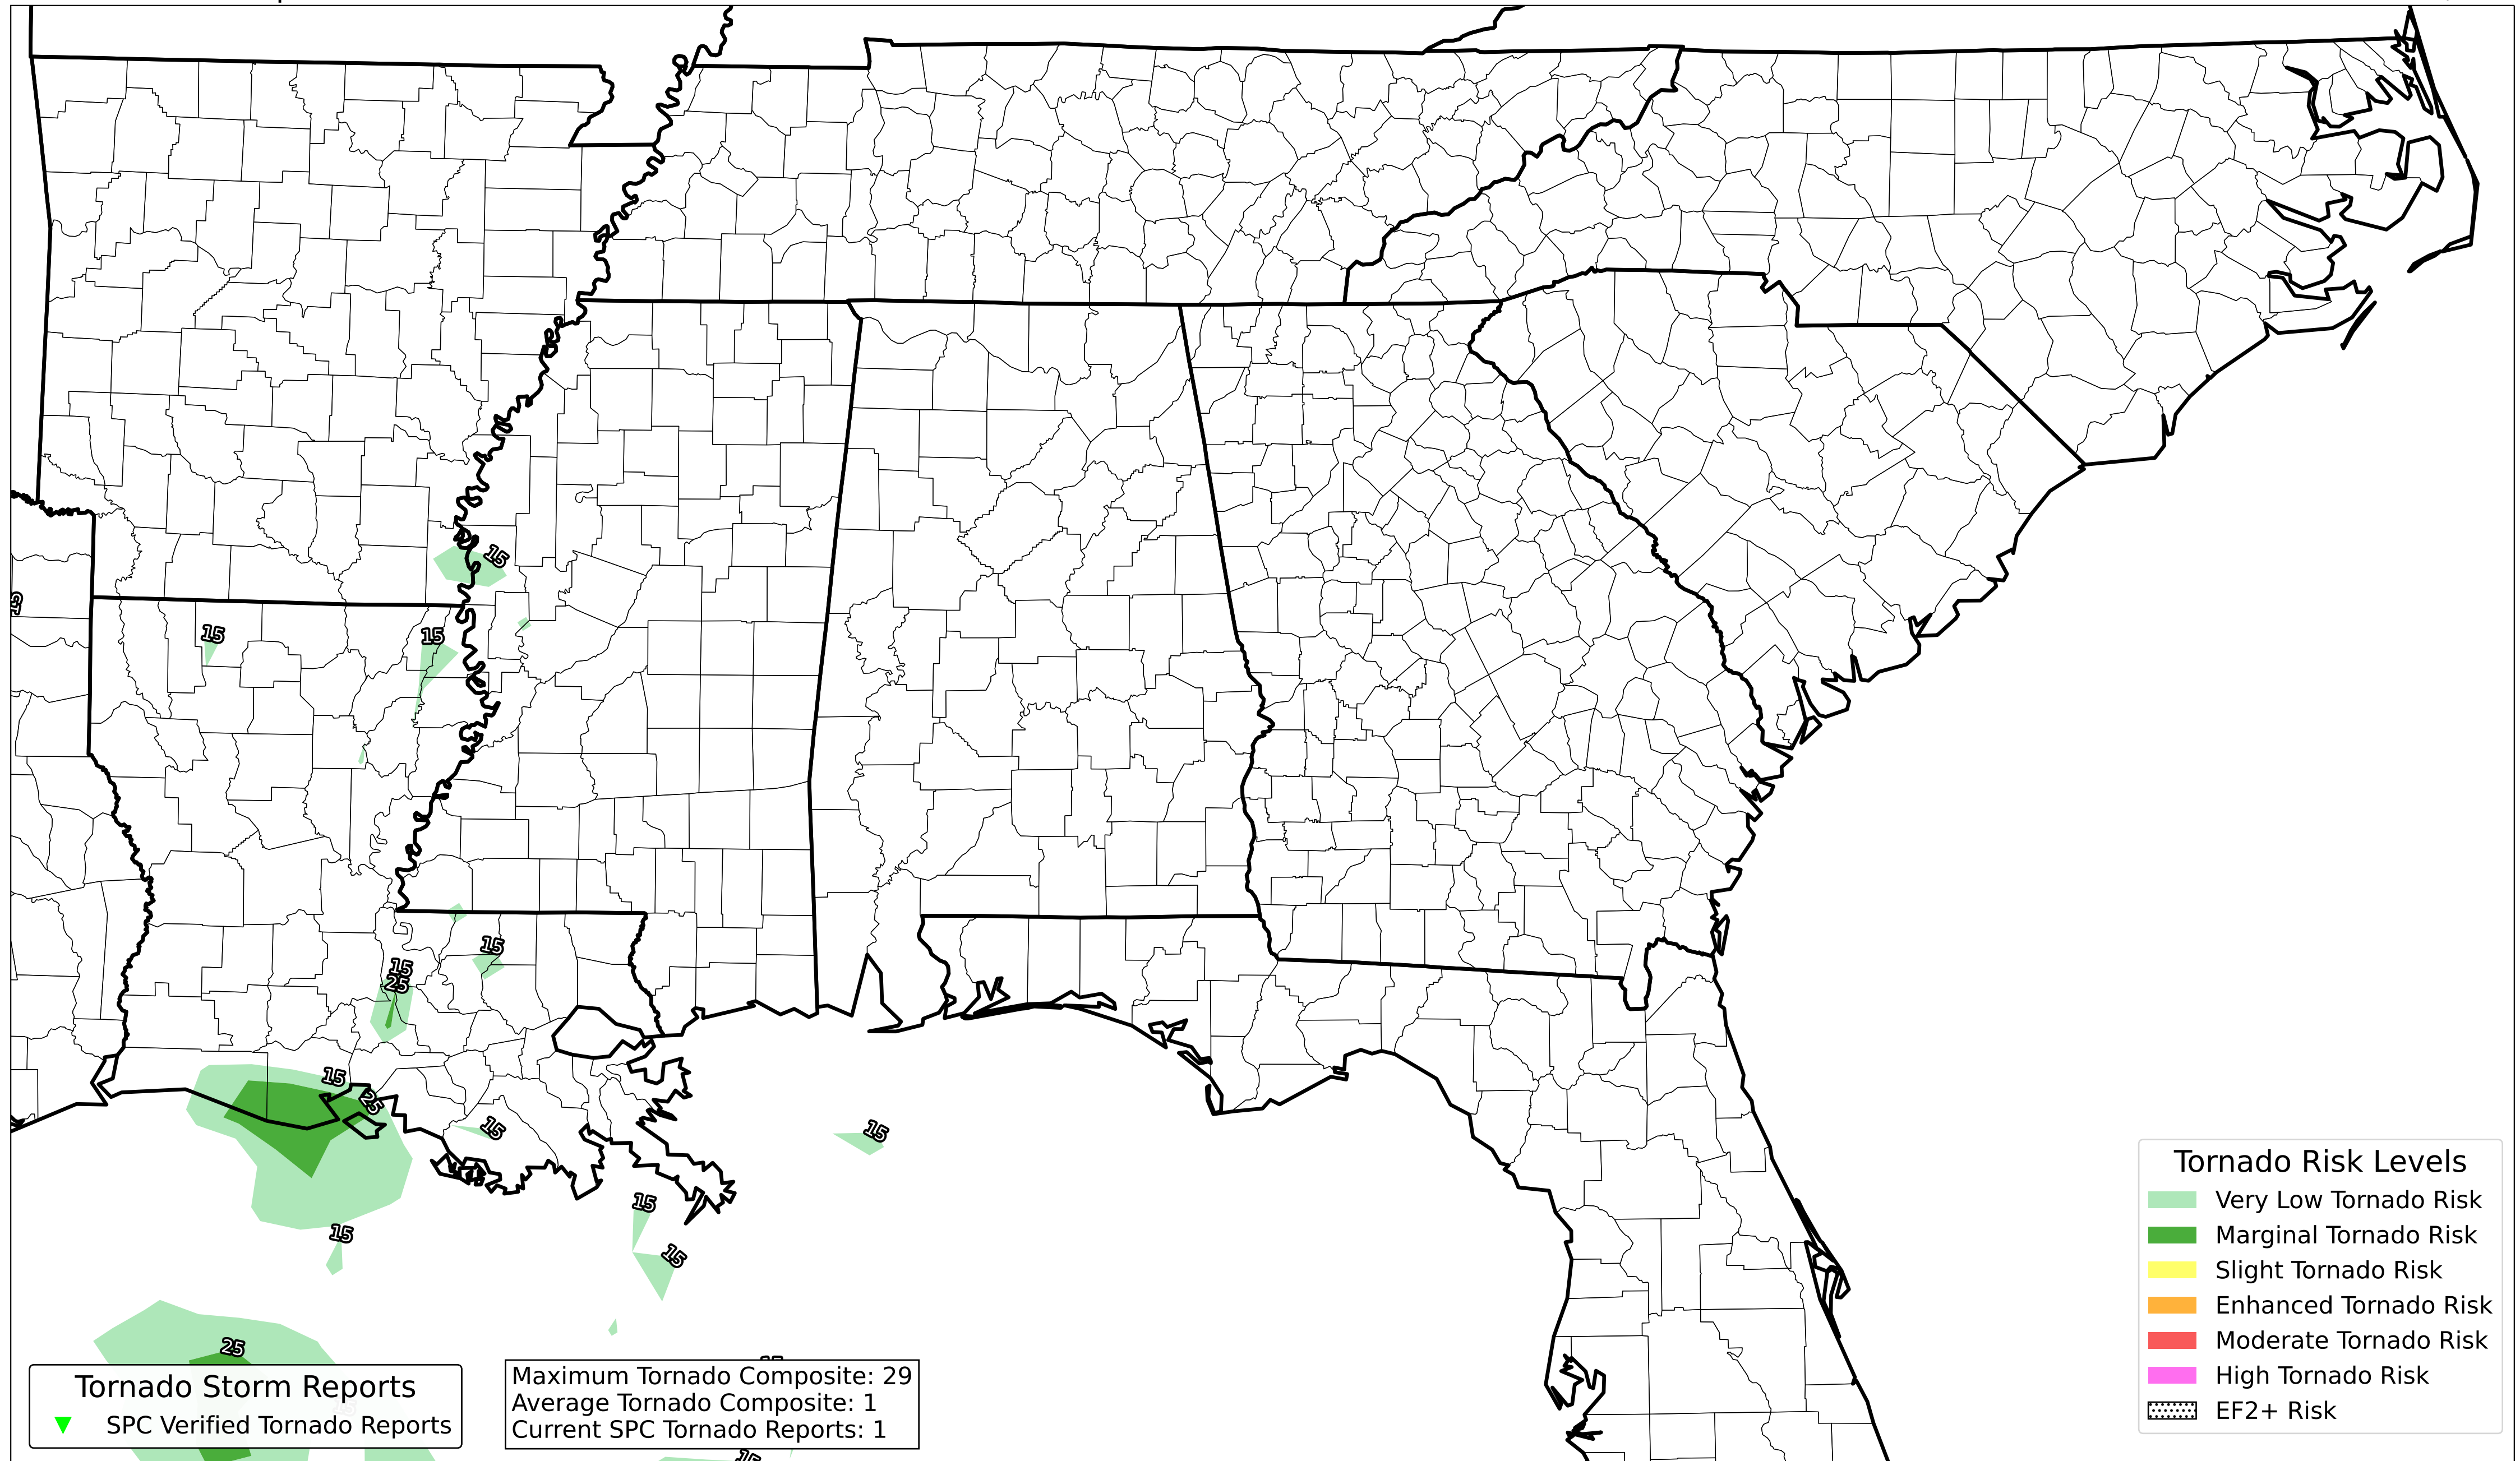 15
15
15
15
15
25
15
25
15
15
15
15
15
25
Tornado Storm Reports
SPC Verified Tornado Reports
Maximum Tornado Composite: 29
Average Tornado Composite: 1
Current SPC Tornado Reports: 1
Tornado Risk Levels
Very Low Tornado Risk
Marginal Tornado Risk
Slight Tornado Risk
Enhanced Tornado Risk
Moderate Tornado Risk
High Tornado Risk
EF2+ Risk